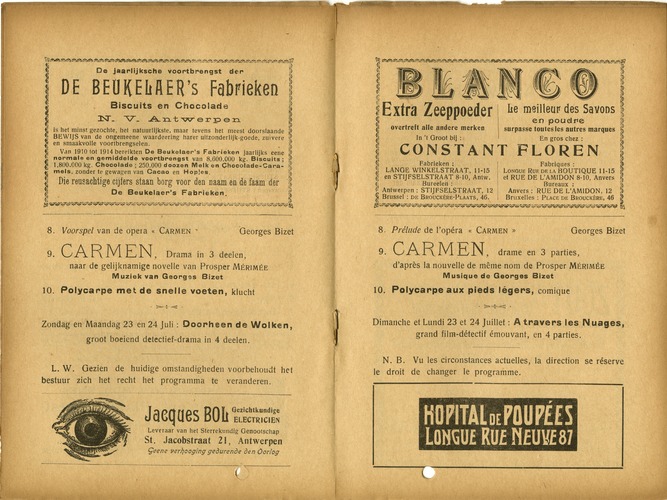 De jaarlijksche voortbrengst der
DE BEUKELAER's Fabrieken
Biscuits en Chocolade
N. V. Antwerpen
is het minst gezochte, het natuurlijkste, maar tevens het meest doorslaande
BEWIJS van de ongemeene waardeering harer uitzonderlijk-goede, zuivere
en smaakvolle voortbrengselen.
Van 1910 tot 1914 bereikten De Beukelaer's Fabrieken jaarlijks eene
normale en gemiddelde voortbrengst van 8,600,000 kg. Biscuits;
1,800,000 kg. Chocolade; 250,000 doozen Melk en Chocolade-Cara-
mels, zonder te gewagen van Cacao en Hopjes.
Die reusachtige cijfers staan borg voor den naam en de faam der
De Beukelaer's Fabrieken.
8. Voorspel van de opera « CARMEN » Georges Bizet
9. CARMEN, Drama in 3 deelen,
naar de gelijknamige novelle van Prosper MÉRIMÉE
Muziek van Georges Bizet
10. Polycarpe met de snelle voeten, klucht
Zondag en Maandag 23 en 24 Juli : Doorheen de Wolken,
groot boeiend detectief-drama in 4 deelen.
L. W. Gezien de huidige omstandigheden voorbehoudt het
bestuur zich het recht het programma te veranderen.
Jacques BOL Gezichtkundige
ELECTRICIEN
Leveraar van het Sterrekundig Genootschap
St. Jacobstraat 21, Antwerpen
Geene verhooging gedurende den Oorlog
BLANCO
Extra Zeeppoeder
overtreft alle andere merken
In 't Groot bij :
Le meilleur des Savons
en poudre
surpasse toutes les autres marques
En gros chez :
CONSTANT FLOREN
Fabrieken :
LANGE WINKELSTRAAT, 11-15
en STIJFSELSTRAAT 8-10, Antw.
Bureelen :
Antwerpen : STIJFSELSTRAAT, 12
Brussel : DE BROUCKÈRE-PLAATS, 46.
Fabriques :
LONGUE RUE DE LA BOUTIQUE 11-15
et RUE DE L'AMIDON 8-10, Anvers
Bureaux :
Anvers : RUE DE L'AMIDON, 12
Bruxelles : PLACE DE BROUCKÈRE, 46
8. Prélude de l'opéra « CARMEN » Georges Bizet
9. CARMEN, drame en 3 parties,
d'après la nouvelle de même nom de Prosper MÉRIMÉE
Musique de Georges Bizet
10. Polycarpe aux pieds légers, comique
Dimanche et Lundi 23 et 24 Juillet : A travers les Nuages,
grand film-détectif émouvant, en 4 parties.
N. B. Vu les circonstances actuelles, la direction se réserve
le droit de changer le programme.
HOPITAL DE POUPÉES
LONGUE RUE NEUVE 87